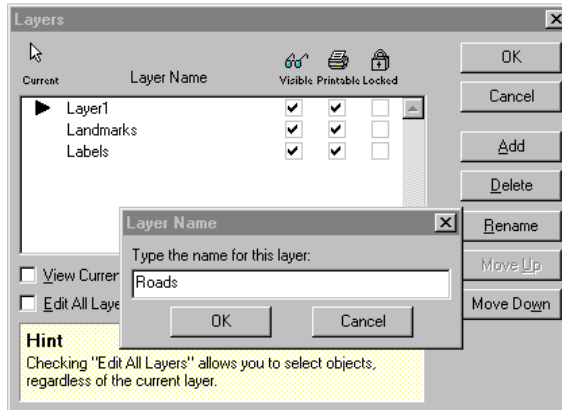 Layers
OK
Current Layer Name Visible Printable Locked
Cancel
Layer1
Landmarks
Labels
Add
Delete
Layer Name
Rename
Type the name for this layer:
Roads
Move Up
View Curren
Edit All Laye
OK Cancel
Move Down
Hint
Checking "Edit All Layers" allows you to select objects,
regardless of the current layer.